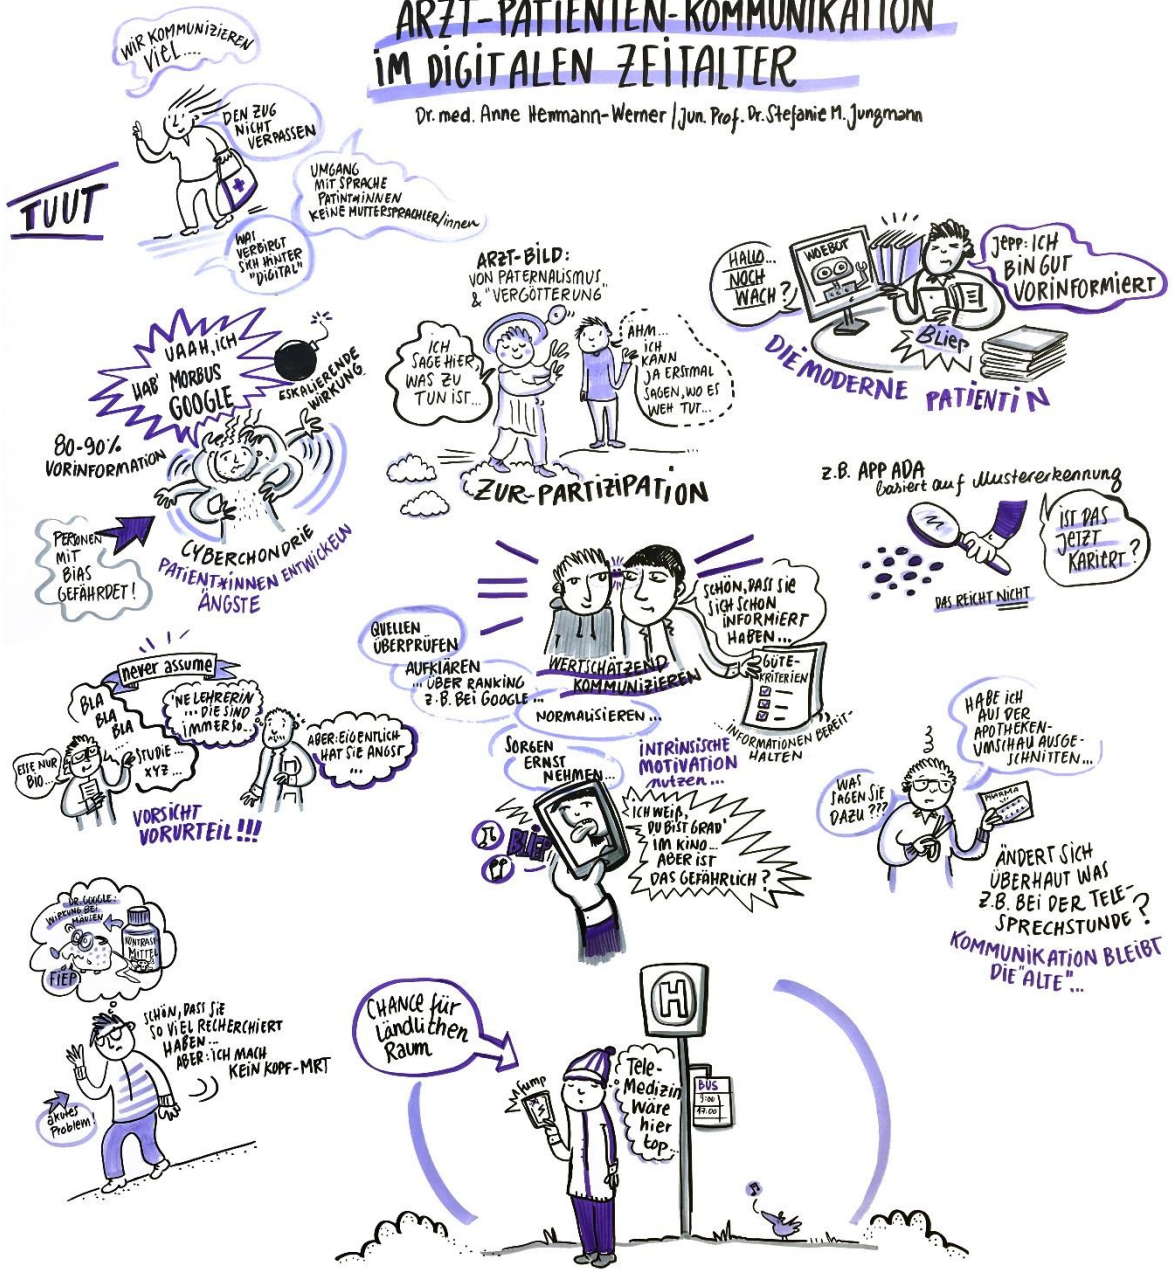 ARZT-PATIENTEN-KOMMUNIKATION
IM DIGITALEN ZEITALTER
Dr. med. Anne Herrmann-Werner / Jun. Prof. Dr. Stefanie M. Jungmann
WIR KOMMUNIZIEREN
VIEL....
DEN ZUG
NICHT
VERPASSEN
TUUT
UMGANG
MIT SPRACHE
PATINT*INNEN
KEINE MUTTERSPRACHLER/innen
WAS
VERBIRGT
SICH HINTER
"DIGITAL"
ARZT-BILD:
VON PATERNALISMUS
& "VERGÖTTERUNG"
ICH
SAGE HIER,
WAS ZU
TUN IST...
ÄHM...
ICH
KANN
JA ERSTMAL
SAGEN, WO ES
WEH TUT...
ZUR PARTIZIPATION
HALLO...
NOCH
WACH?
WOEBOT
JEPP: ICH
BIN GUT
VORINFORMIERT
BLIEP
DIE MODERNE PATIENTIN
UAAH, ICH
HAB' MORBUS
GOOGLE
ESKALIERENDE
WIRKUNG
80-90%
VORINFORMATION
PERSONEN
MIT
BIAS
GEFÄHRDET!
CYBERCHONDRIE
PATIENT*INNEN ENTWICKELN
ÄNGSTE
Z.B. APP ADA
basiert auf Mustererkennung
IST DAS
JETZT
KARIERT?
DAS REICHT NICHT
SCHÖN, DASS SIE
SICH SCHON
INFORMIERT
HABEN...
WERTSCHÄTZEND
KOMMUNIZIEREN
GÜTE-
KRITERIEN
...INFORMATIONEN BEREIT-
HALTEN
QUELLEN
ÜBERPRÜFEN
AUFKLÄREN
... ÜBER RANKING
Z.B. BEI GOOGLE...
NORMALISIEREN...
SORGEN
ERNST
NEHMEN...
INTRINSISCHE
MOTIVATION
nutzen...
never assume
BLA
BLA
BLA
ESSE NUR
BIO...
STUDIE...
XYZ...
'NE LEHRERIN
... DIE SIND
IMMER SO...
ABER: EIGENTLICH
HAT SIE ANGST
...
VORSICHT
VORURTEIL!!!
BLIEP
ICH WEIß,
DU BIST GRAD'
IM KINO...
ABER IST
DAS GEFÄHRLICH?
HABE ICH
AUS DER
APOTHEKEN-
UMSCHAU AUSGE-
SCHNITTEN...
WAS
SAGEN SIE
DAZU???
PHARMA
ÄNDERT SICH
ÜBERHAUT WAS
Z.B. BEI DER TELE-
SPRECHSTUNDE?
KOMMUNIKATION BLEIBT
DIE "ALTE"...
DR. GOOGLE:
WIRKUNG BEI
MÄUSEN
KONTRAST-
MITTEL
FIEP
SCHÖN, DASS SIE
SO VIEL RECHERCHIERT
HABEN...
ABER: ICH MACH
KEIN KOPF-MRT
akutes
Problem!
CHANCE für
Ländlichen
Raum
H
fump
Tele-
Medizin
wäre
hier
top...
BUS
9:00
17:00